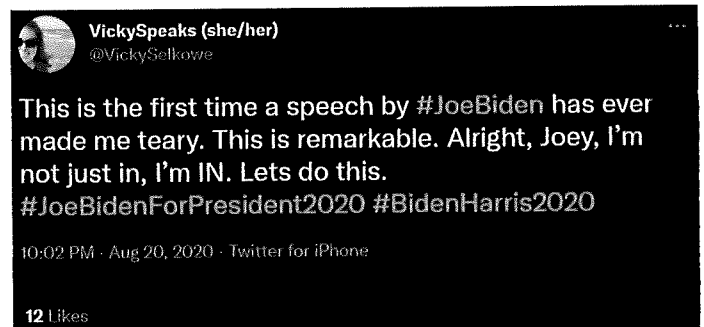 VickySpeaks (she/her)
@VickySelkowe
This is the first time a speech by #JoeBiden has ever
made me teary. This is remarkable. Alright, Joey, I'm
not just in, I'm IN. Lets do this.
#JoeBidenForPresident2020 #BidenHarris2020
10:02 PM · Aug 20, 2020 · Twitter for iPhone
12 Likes